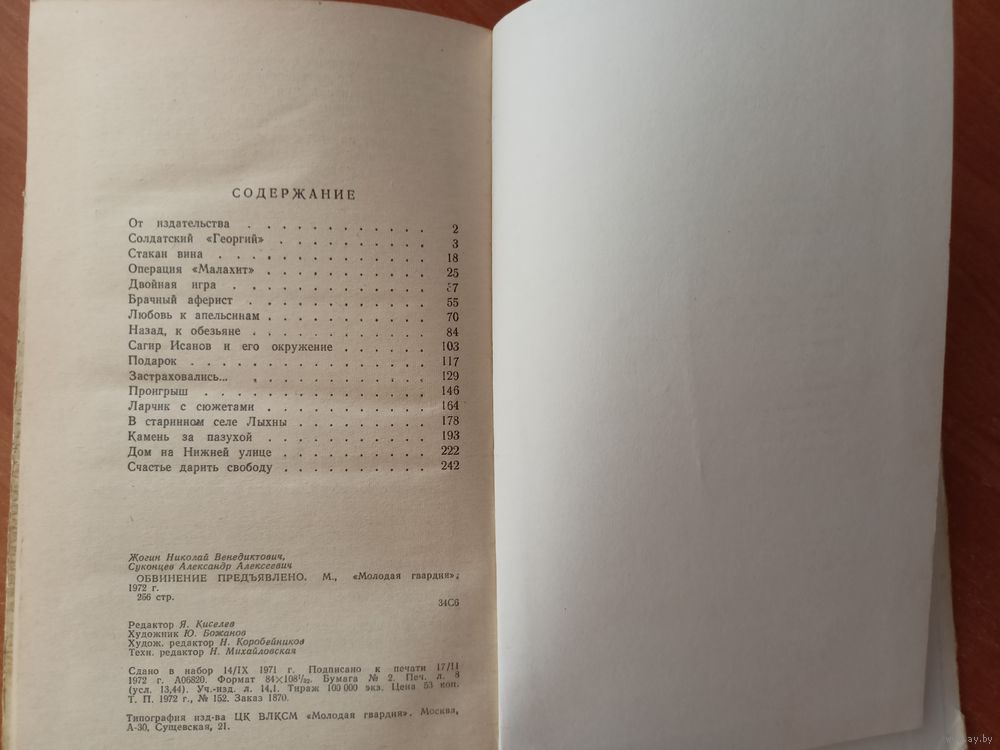 СОДЕРЖАНИЕ
От издательства . . . . . . . . . . . . 2
Солдатский «Георгий» . . . . . . . . . . 3
Стакан вина . . . . . . . . . . . . . 18
Операция «Малахит» . . . . . . . . . . 25
Двойная игра . . . . . . . . . . . . 37
Брачный аферист . . . . . . . . . . . 55
Любовь к апельсинам . . . . . . . . . . 70
Назад, к обезьяне . . . . . . . . . . . 84
Сагир Исанов и его окружение . . . . . . 103
Подарок . . . . . . . . . . . . . . 117
Застраховались... . . . . . . . . . . . 129
Проигрыш . . . . . . . . . . . . . 146
Ларчик с сюжетами . . . . . . . . . . 164
В старинном селе Лыхны . . . . . . . . 178
Камень за пазухой . . . . . . . . . . 193
Дом на Нижней улице . . . . . . . . . 222
Счастье дарить свободу . . . . . . . . 242
Жогин Николай Венедиктович,
Суконцев Александр Алексеевич
ОБВИНЕНИЕ ПРЕДЪЯВЛЕНО. М., «Молодая гвардия»,
1972 г.
256 стр.
34С6
Редактор Я. Киселев
Художник Ю. Божанов
Худож. редактор Н. Коробейников
Техн. редактор Н. Михайловская
Сдано в набор 14/IX 1971 г. Подписано к печати 17/II
1972 г. А06820. Формат 84×108¹/₃₂. Бумага № 2. Печ. л. 8
(усл. 13,44). Уч.-изд. л. 14,1. Тираж 100 000 экз. Цена 53 коп.
Т. П. 1972 г., № 152. Заказ 1870.
Типография изд-ва ЦК ВЛКСМ «Молодая гвардия». Москва,
А-30, Сущевская, 21.